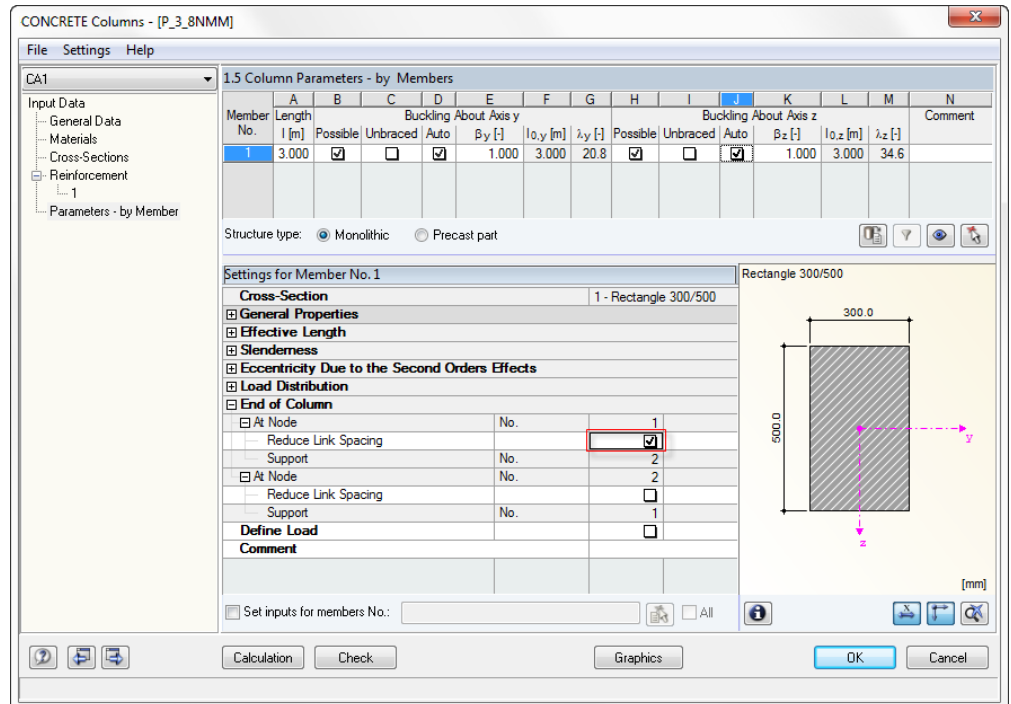 CONCRETE Columns - [P_3_8NMM]
x
File Settings Help
CA1
Input Data
General Data
Materials
Cross-Sections
Reinforcement
1
Parameters - by Member
1.5 Column Parameters - by Members
A B C D E F G H I J K L M N
Member Length Buckling About Axis y Buckling About Axis z Comment
No. l [m] Possible Unbraced Auto βy [-] l0,y [m] λy [-] Possible Unbraced Auto βz [-] l0,z [m] λz [-]
1 3.000 1.000 3.000 20.8 1.000 3.000 34.6
Structure type: Monolithic Precast part
Settings for Member No. 1
Cross-Section 1 - Rectangle 300/500
General Properties
Effective Length
Slenderness
Eccentricity Due to the Second Orders Effects
Load Distribution
End of Column
At Node No. 1
Reduce Link Spacing
Support No. 2
At Node No. 2
Reduce Link Spacing
Support No. 1
Define Load
Comment
Set inputs for members No.: All
Rectangle 300/500
300.0
500.0
y
z
[mm]
Calculation Check Graphics OK Cancel